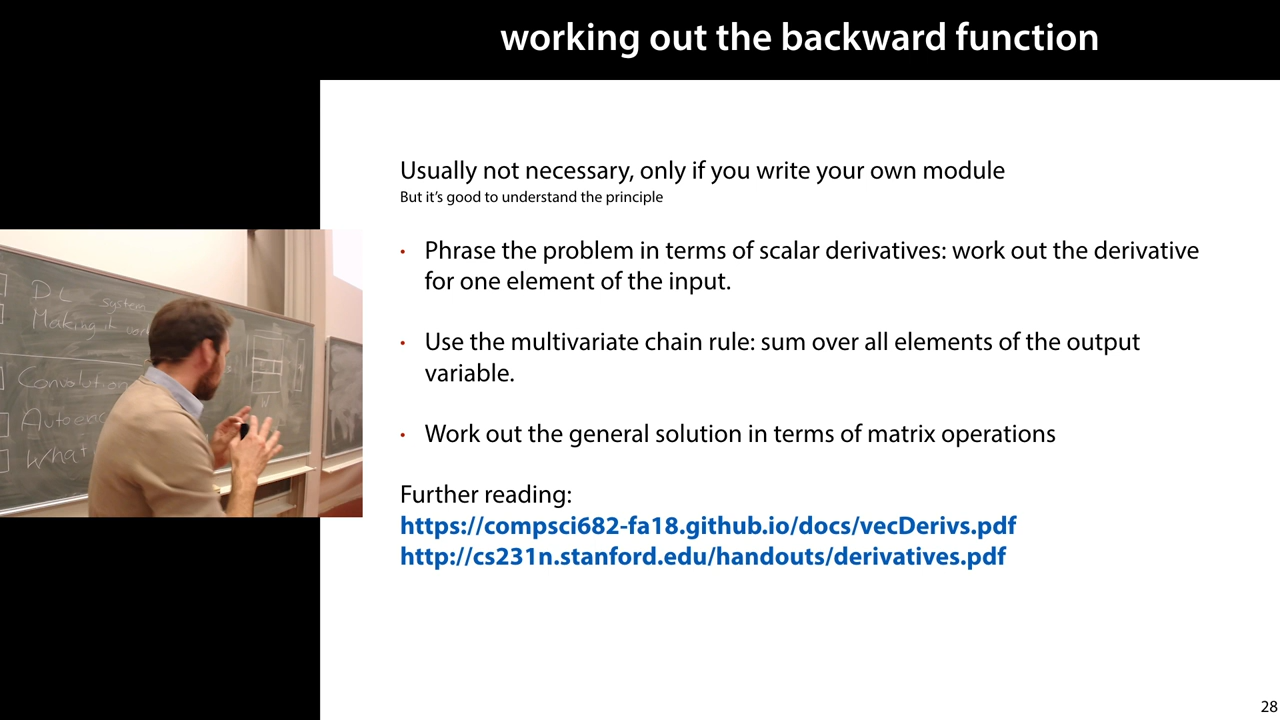 working out the backward function
Usually not necessary, only if you write your own module
But it's good to understand the principle
• Phrase the problem in terms of scalar derivatives: work out the derivative
for one element of the input.
• Use the multivariate chain rule: sum over all elements of the output
variable.
• Work out the general solution in terms of matrix operations
Further reading:
https://compsci682-fa18.github.io/docs/vecDerivs.pdf
http://cs231n.stanford.edu/handouts/derivatives.pdf
DL system
Making it
Convolution
What
W
28